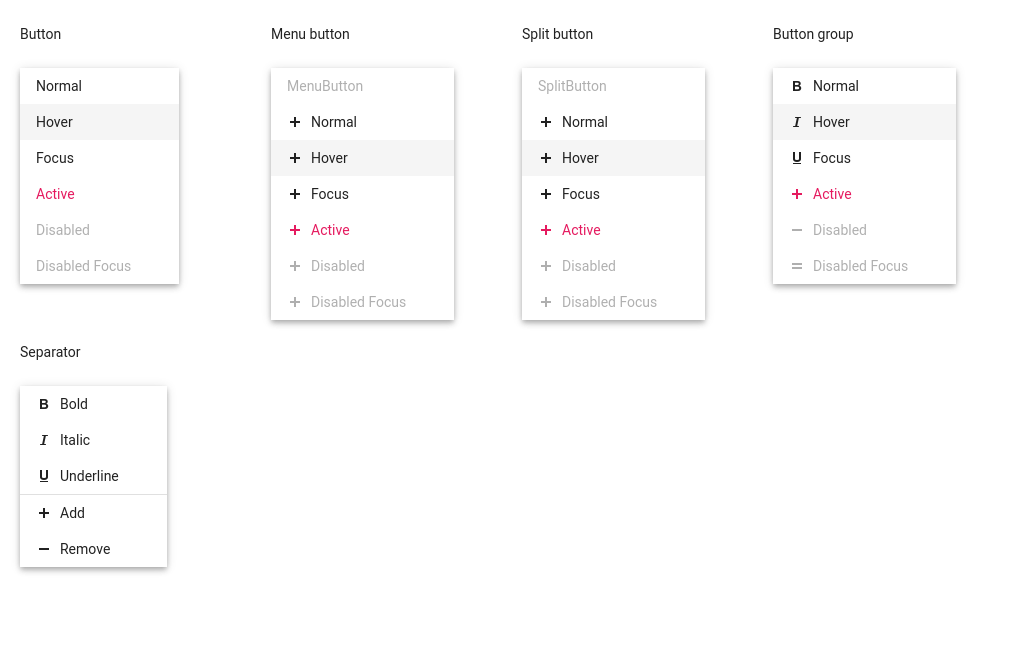 Button
Normal
Hover
Focus
Active
Disabled
Disabled Focus
Menu button
MenuButton
Normal
Hover
Focus
Active
Disabled
Disabled Focus
Split button
SplitButton
Normal
Hover
Focus
Active
Disabled
Disabled Focus
Button group
B Normal
I Hover
U Focus
Active
Disabled
Disabled Focus
Separator
B Bold
I Italic
U Underline
Add
Remove